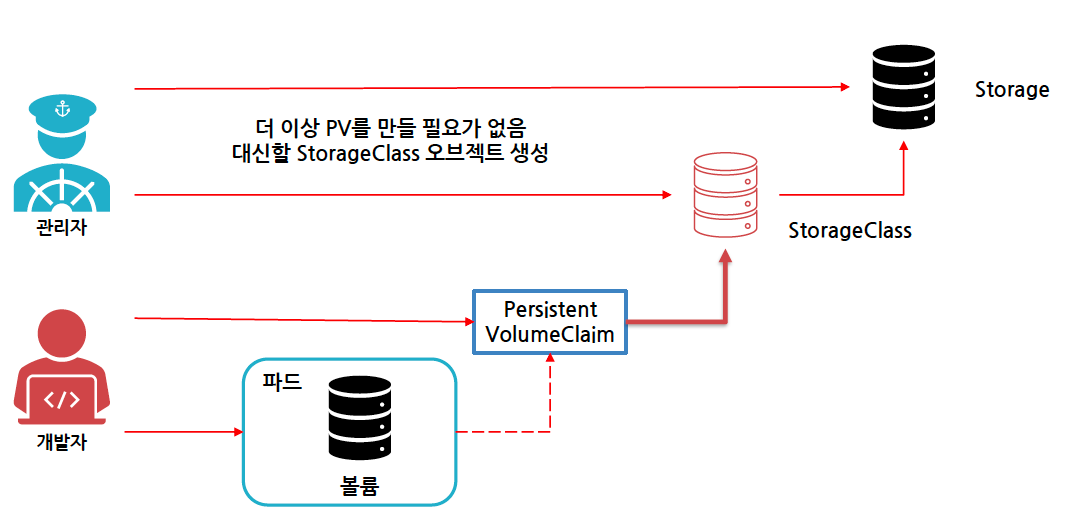 Storage
더 이상 PV를 만들 필요가 없음
대신할 StorageClass 오브젝트 생성
관리자
StorageClass
Persistent
VolumeClaim
파드
</>
개발자
볼륨